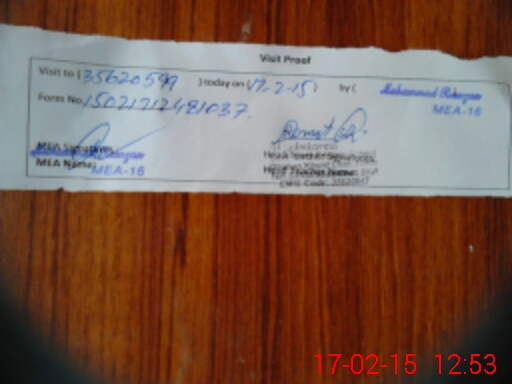 Visit Proof
Visit to (35620599) today on (17-2-15) by ( Muhammad Ramzan
MEA-16
Form No. 15021712481037.
MEA Signature
MEA Name: MEA-16
Head Teacher Signature
Head Teacher Name:
EMIS Code:
17-02-15 12:53